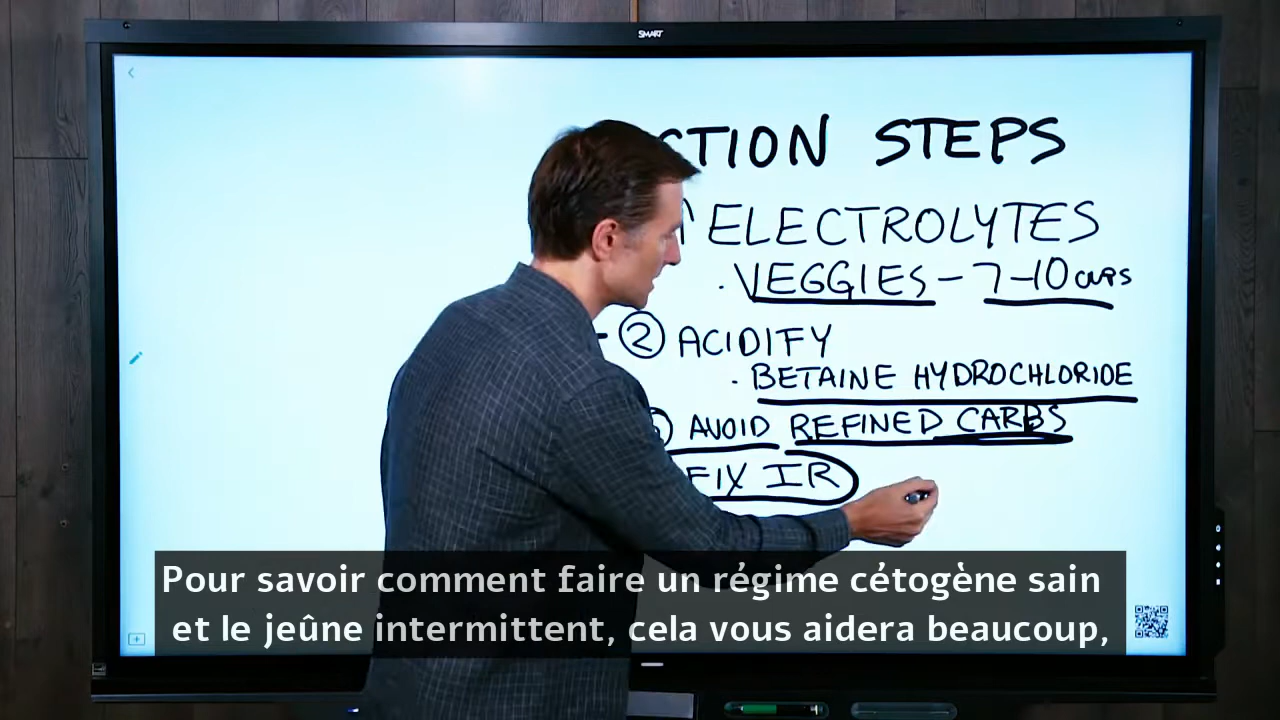 SMART
CTION STEPS
↑ ELECTROLYTES
· VEGGIES - 7-10 CUPS
- ② ACIDIFY
· BETAINE HYDROCHLORIDE
AVOID REFINED CARBS
FIX IR
Pour savoir comment faire un régime cétogène sain
et le jeûne intermittent, cela vous aidera beaucoup,